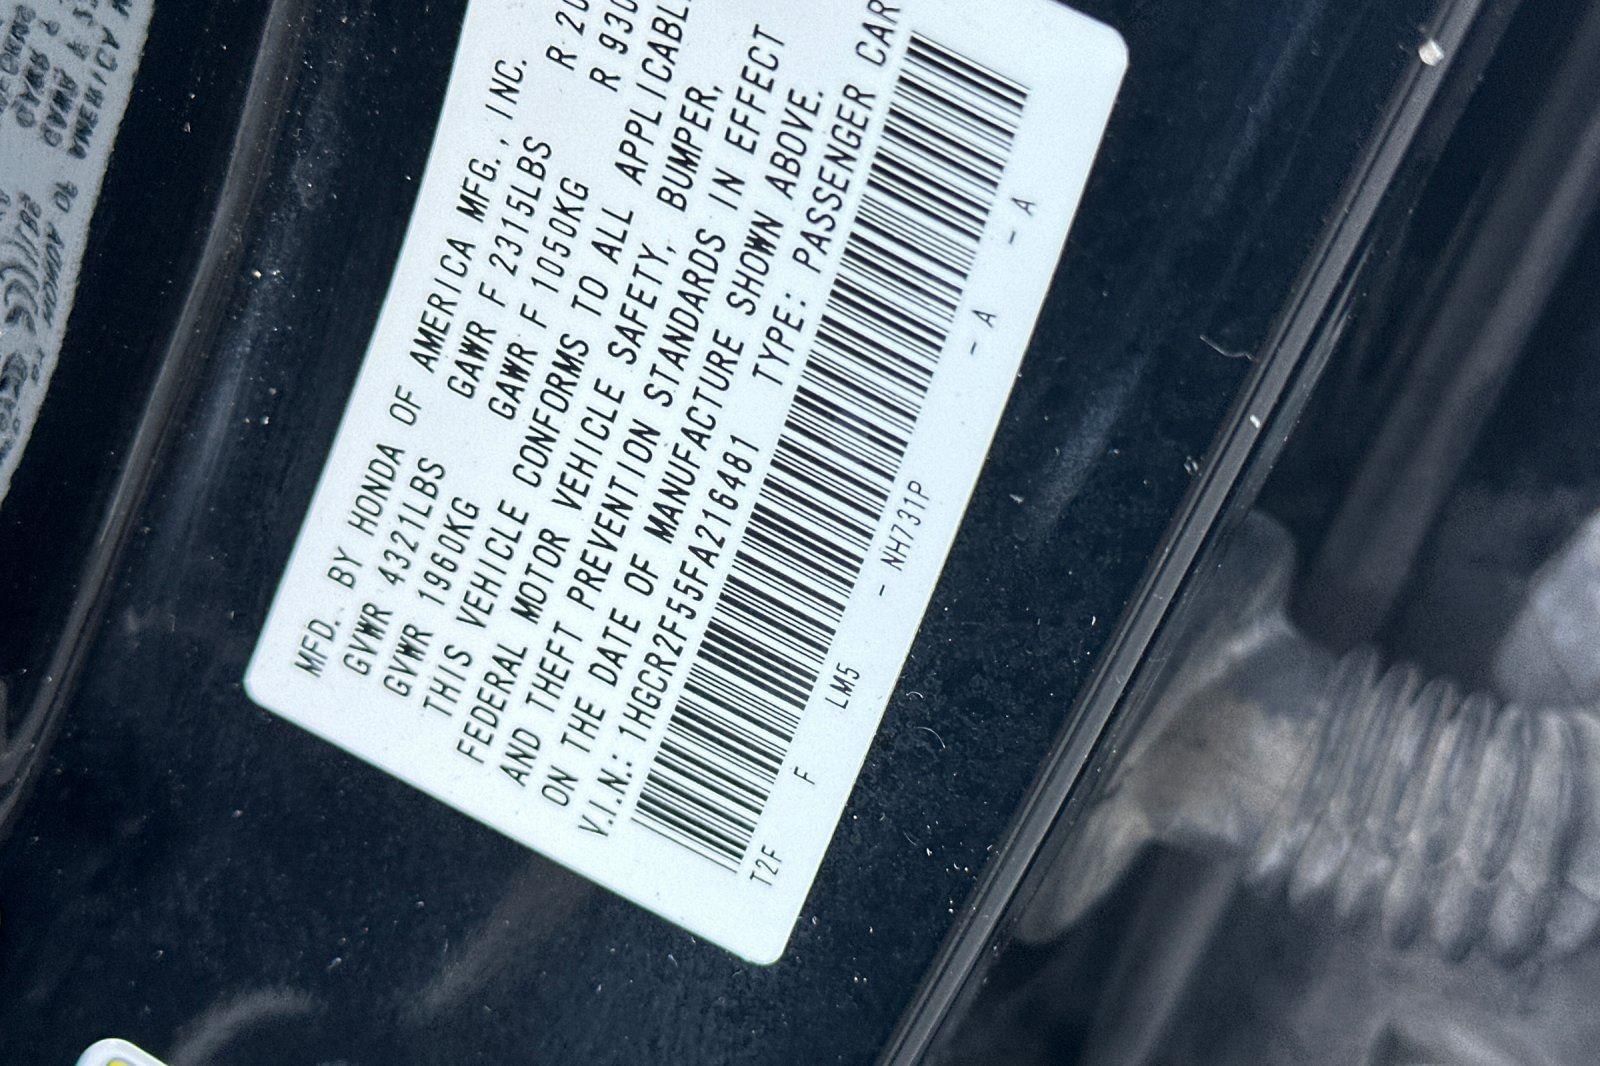 MFD. BY HONDA OF AMERICA MFG., INC.
GVWR 4321LBS GAWR F 2315LBS R 20
GVWR 1960KG GAWR F 1050KG R 930
THIS VEHICLE CONFORMS TO ALL APPLICABL
FEDERAL MOTOR VEHICLE SAFETY, BUMPER,
AND THEFT PREVENTION STANDARDS IN EFFECT
ON THE DATE OF MANUFACTURE SHOWN ABOVE.
V.I.N.: 1HGCR2F55FA216481 TYPE: PASSENGER CAR
T2F F LM5 - NH731P - A - A